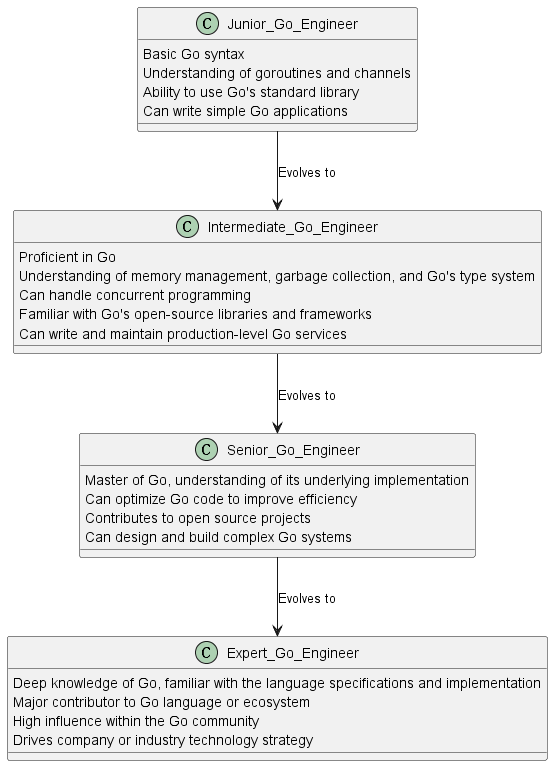 C Junior_Go_Engineer
Basic Go syntax
Understanding of goroutines and channels
Ability to use Go's standard library
Can write simple Go applications
Evolves to
C Intermediate_Go_Engineer
Proficient in Go
Understanding of memory management, garbage collection, and Go's type system
Can handle concurrent programming
Familiar with Go's open-source libraries and frameworks
Can write and maintain production-level Go services
Evolves to
C Senior_Go_Engineer
Master of Go, understanding of its underlying implementation
Can optimize Go code to improve efficiency
Contributes to open source projects
Can design and build complex Go systems
Evolves to
C Expert_Go_Engineer
Deep knowledge of Go, familiar with the language specifications and implementation
Major contributor to Go language or ecosystem
High influence within the Go community
Drives company or industry technology strategy